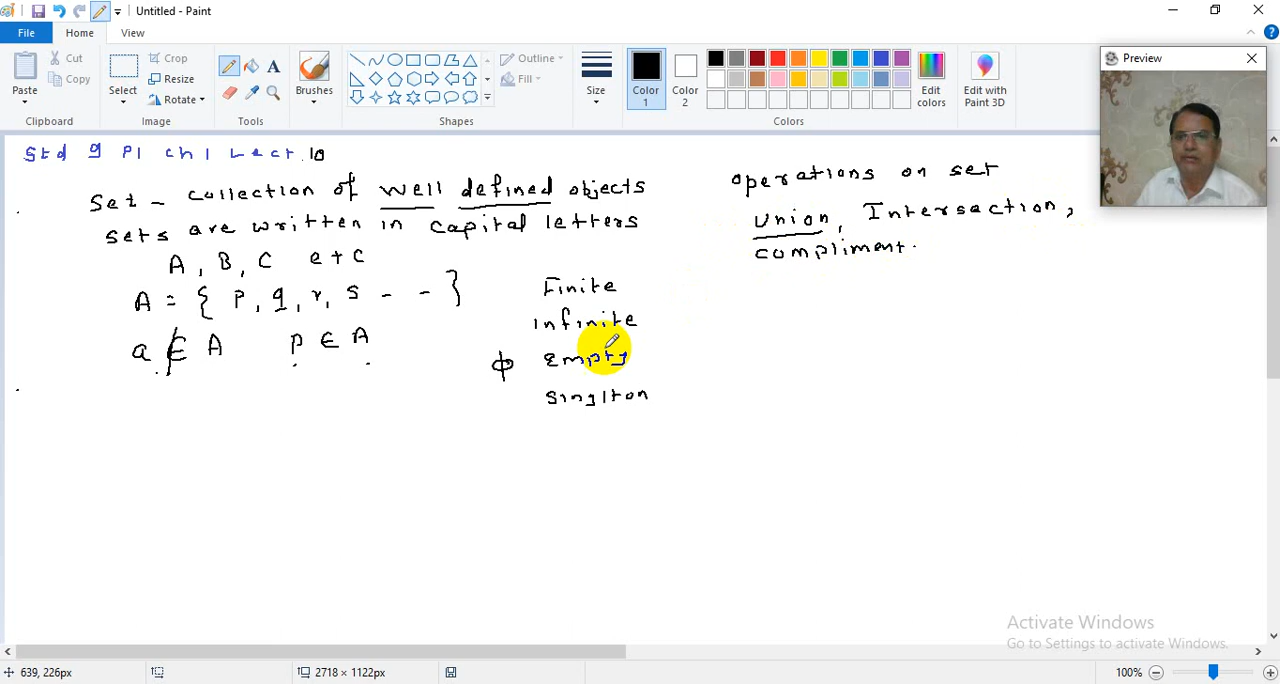 Untitled - Paint
File Home View
Paste
Cut
Copy
Clipboard
Select
Crop
Resize
Rotate
Image
A
Tools
Brushes
Shapes
Outline
Fill
Size
Color 1
Color 2
Colors
Edit colors
Edit with Paint 3D
Preview
Std 9 P1 ch 1 Lect. 10
Set - collection of well defined objects
sets are written in capital letters
A, B, C etc
A = { p, q, r, s - - }
a ∉ A p ∈ A
Finite
infinite
ф Empty
singlton
operations on set
Union, Intersection,
compliment.
Activate Windows
Go to Settings to activate Windows.
639, 226px
2718 × 1122px
100%